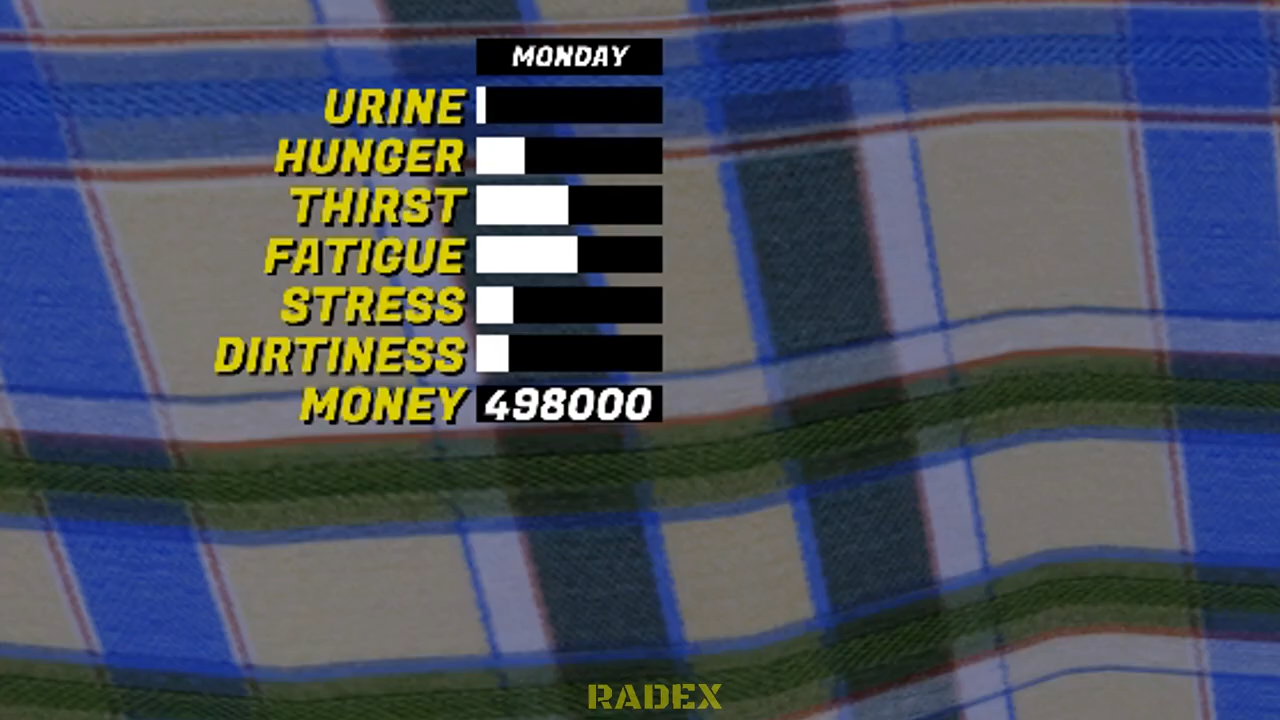 MONDAY
URINE
HUNGER
THIRST
FATIGUE
STRESS
DIRTINESS
MONEY 498000
RADEX